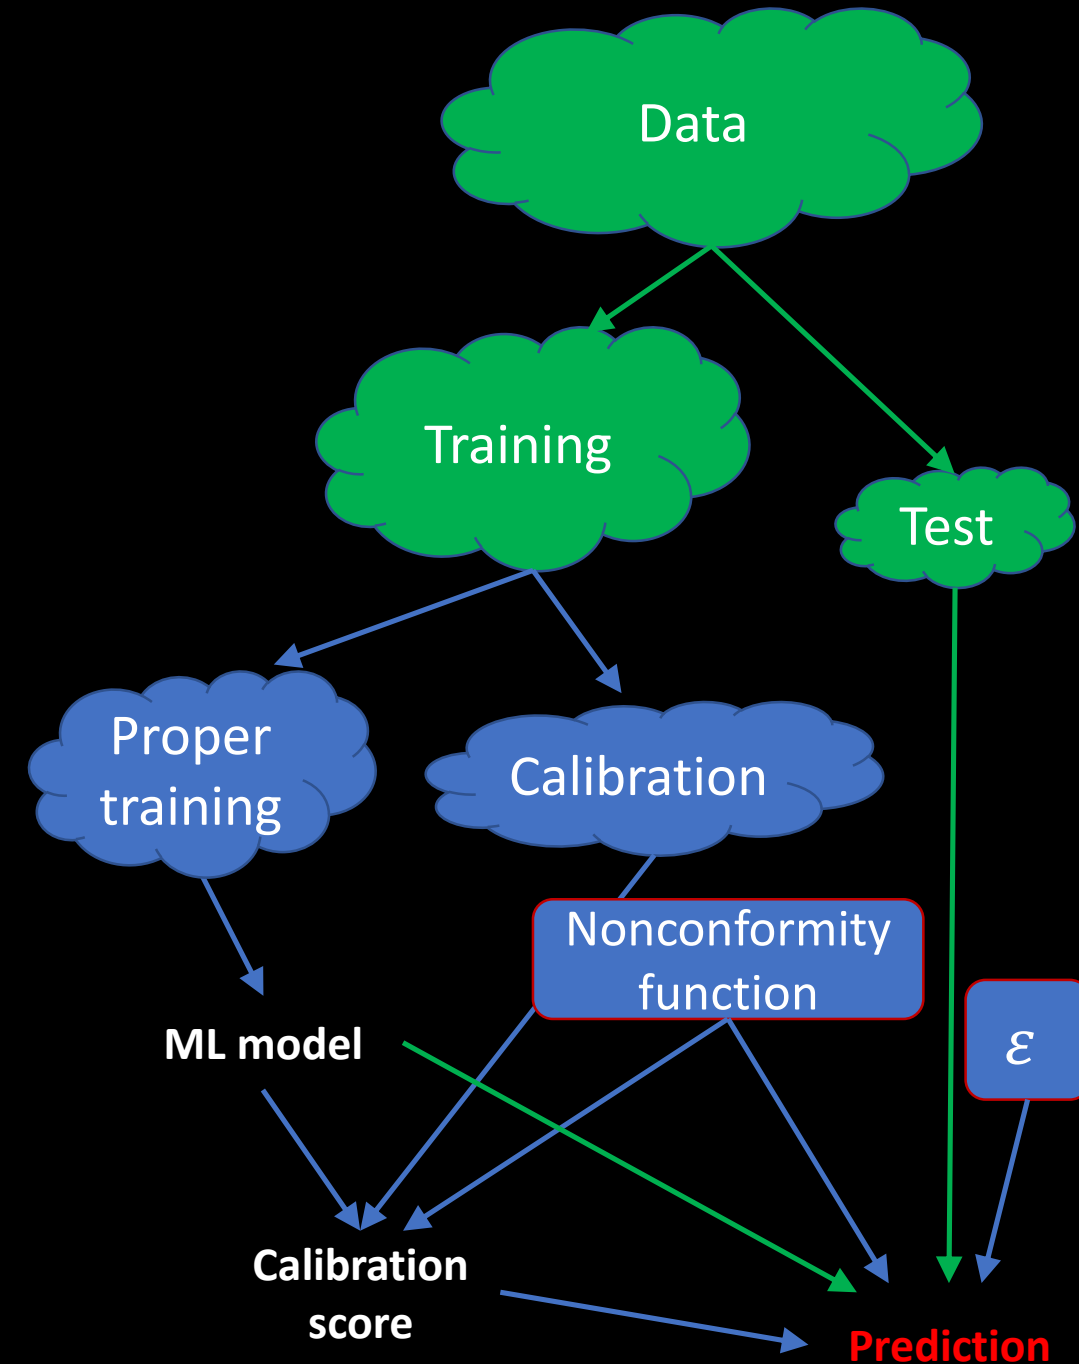 Data
Training
Test
Proper
training
Calibration
Nonconformity
function
ML model
ε
Calibration
score
Prediction